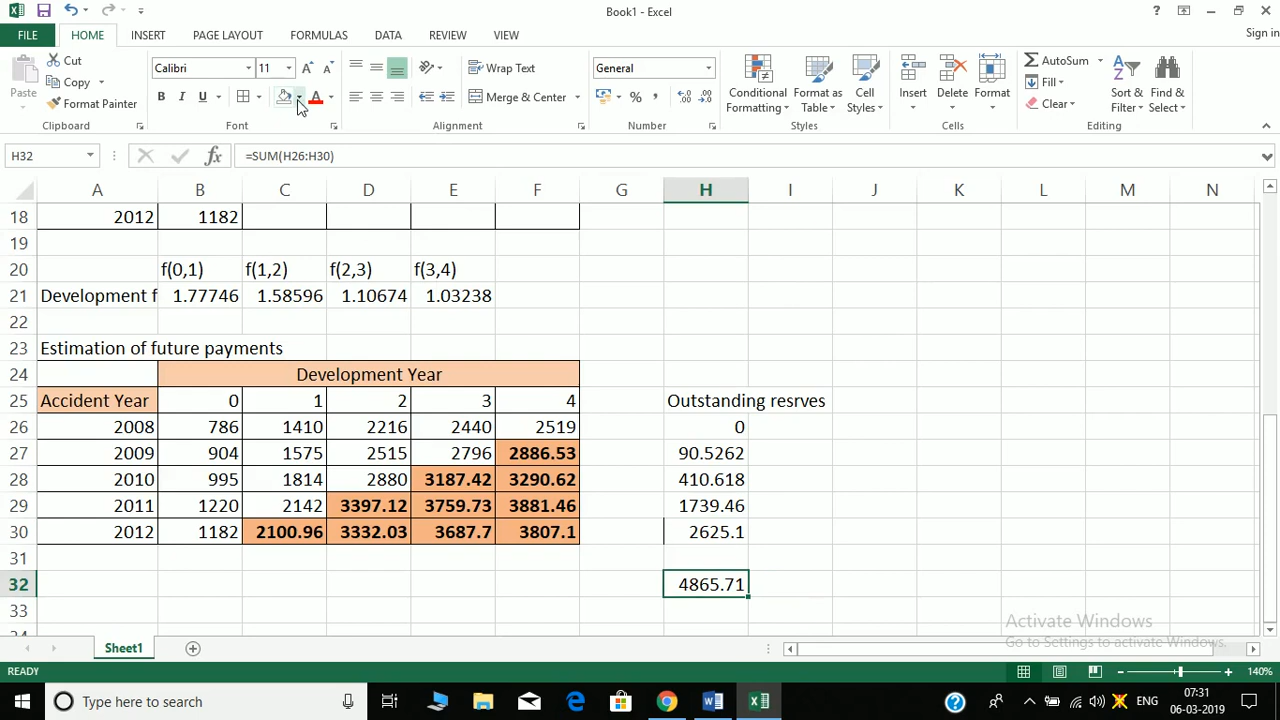 Book1 - Excel
?
FILE HOME INSERT PAGE LAYOUT FORMULAS DATA REVIEW VIEW Sign in
Paste Cut Copy Format Painter Clipboard
Calibri 11 A A B I U A Font
Wrap Text Merge & Center Alignment
General % , Number
Conditional Formatting Format as Table Cell Styles Styles
Insert Delete Format Cells
AutoSum Fill Clear Sort & Filter Find & Select Editing
H32 fx =SUM(H26:H30)
A B C D E F G H I J K L M N
18 2012 1182
19
20 f(0,1) f(1,2) f(2,3) f(3,4)
21 Development f 1.77746 1.58596 1.10674 1.03238
22
23 Estimation of future payments
24 Development Year
25 Accident Year 0 1 2 3 4 Outstanding resrves
26 2008 786 1410 2216 2440 2519 0
27 2009 904 1575 2515 2796 2886.53 90.5262
28 2010 995 1814 2880 3187.42 3290.62 410.618
29 2011 1220 2142 3397.12 3759.73 3881.46 1739.46
30 2012 1182 2100.96 3332.03 3687.7 3807.1 2625.1
31
32 4865.71
33
Activate Windows
Go to Settings to activate Windows.
Sheet1
READY 140%
Type here to search ENG 07:31
06-03-2019